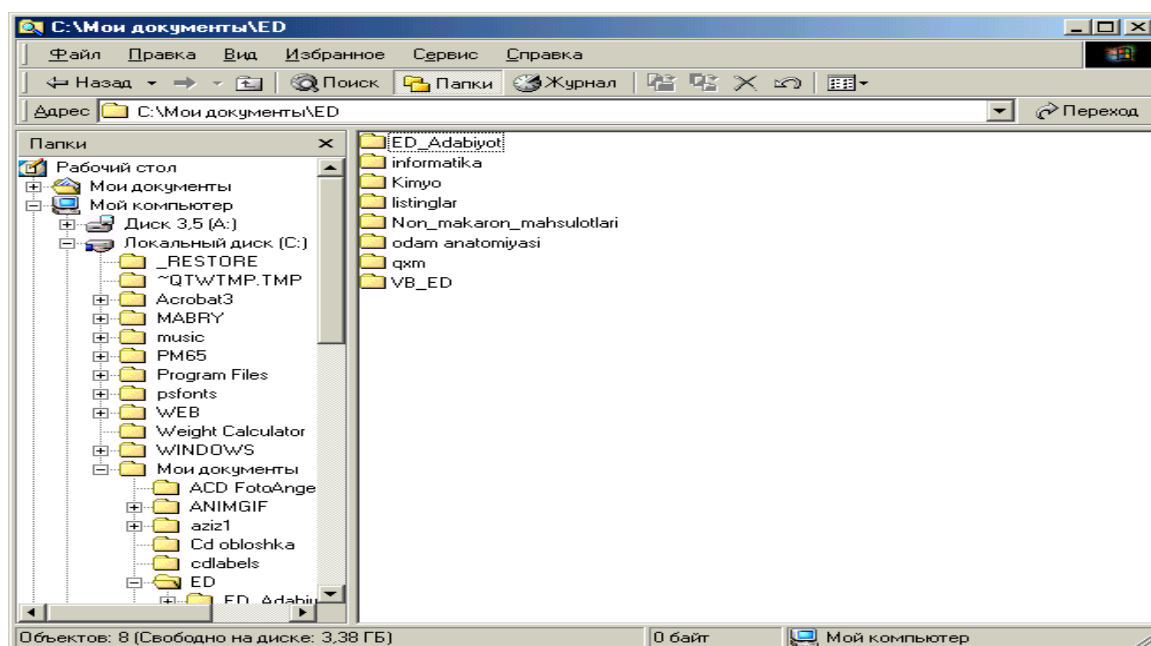 C:\Мои документы\ED
Файл Правка Вид Избранное Сервис Справка
Назад Поиск Папки Журнал
Адрес C:\Мои документы\ED Переход
Папки
Рабочий стол
Мои документы
Мой компьютер
Диск 3,5 (A:)
Локальный диск (C:)
_RESTORE
~QTWTMP.TMP
Acrobat3
MABRY
music
PM65
Program Files
psfonts
WEB
Weight Calculator
WINDOWS
Мои документы
ACD FotoAnge
ANIMGIF
aziz1
Cd obloshka
cdlabels
ED
ED_Adabiy
ED_Adabiyot
informatika
Kimyo
listinglar
Non_makaron_mahsulotlari
odam anatomiyasi
qxm
VB_ED
Объектов: 8 (Свободно на диске: 3,38 ГБ) 0 байт Мой компьютер